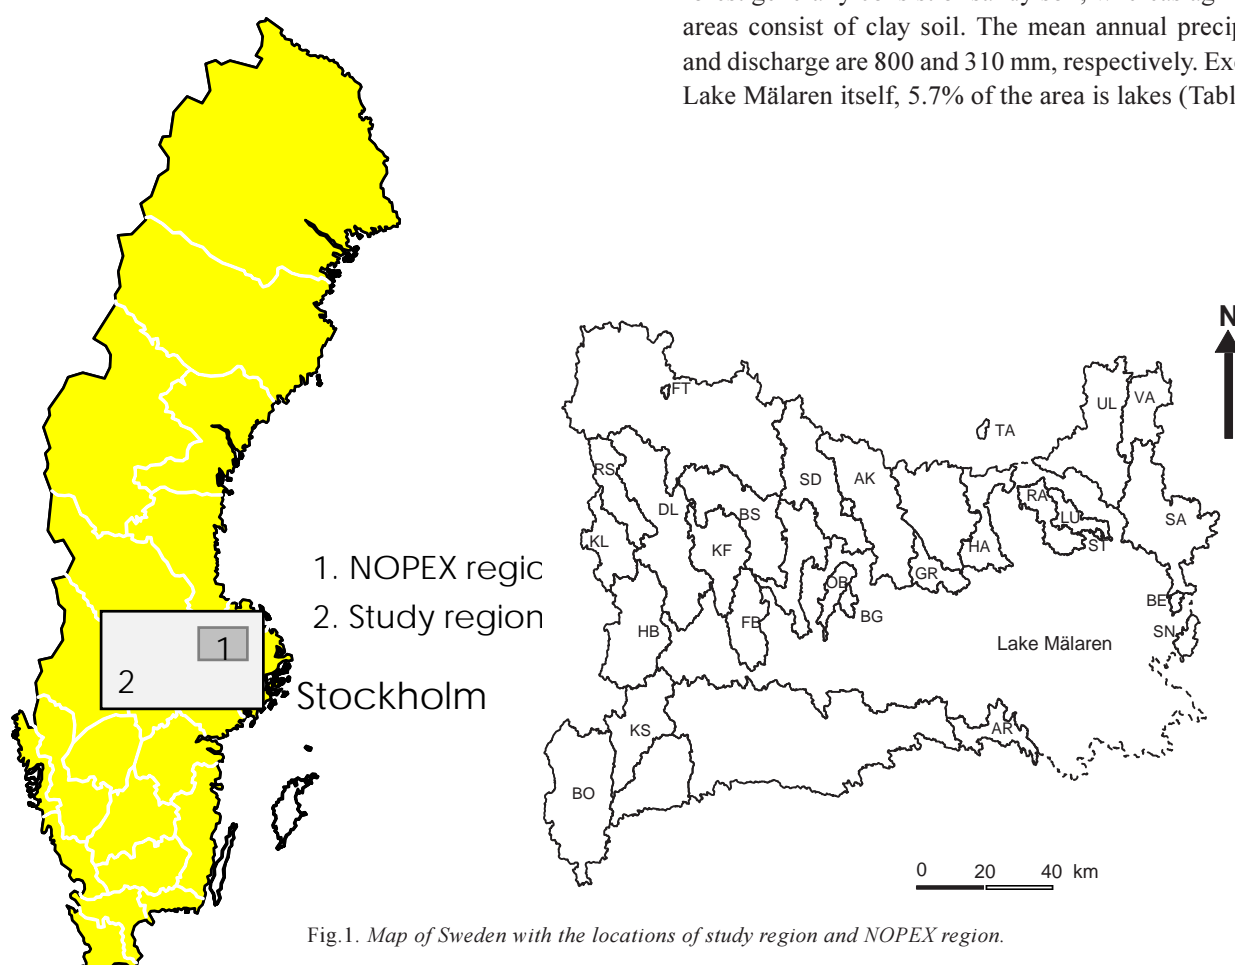 areas consist of clay soil. The mean annual precip
and discharge are 800 and 310 mm, respectively. Exc
Lake Mälaren itself, 5.7% of the area is lakes (Tabl
N
FT
UL
VA
TA
RS
SD
AK
DL
BS
RA
LU
SA
KL
KF
HA
ST
GR
OB
BE
BG
HB
FB
SN
Lake Mälaren
KS
AR
BO
0 20 40 km
1. NOPEX regio
2. Study region
1
2
Stockholm
Fig.1. Map of Sweden with the locations of study region and NOPEX region.